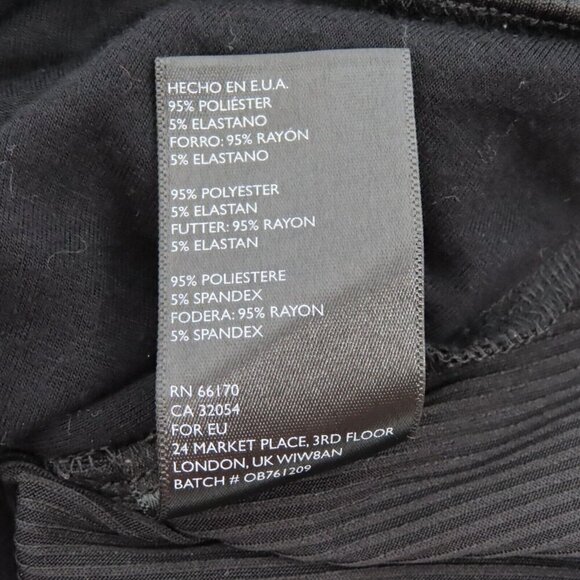 HECHO EN E.U.A.
95% POLIÉSTER
5% ELASTANO
FORRO: 95% RAYÓN
5% ELASTANO
95% POLYESTER
5% ELASTAN
FUTTER: 95% RAYON
5% ELASTAN
95% POLIESTERE
5% SPANDEX
FODERA: 95% RAYON
5% SPANDEX
RN 66170
CA 32054
FOR EU
24 MARKET PLACE, 3RD FLOOR
LONDON, UK W1W8AN
BATCH # OB761209